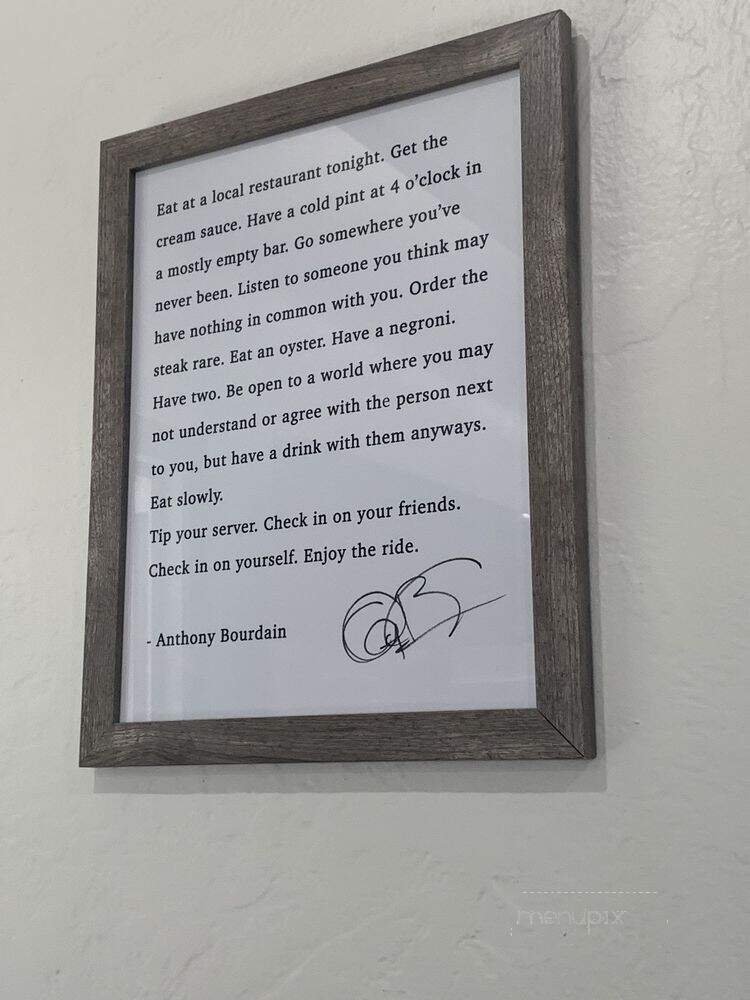 Eat at a local restaurant tonight. Get the
cream sauce. Have a cold pint at 4 o'clock in
a mostly empty bar. Go somewhere you've
never been. Listen to someone you think may
have nothing in common with you. Order the
steak rare. Eat an oyster. Have a negroni.
Have two. Be open to a world where you may
not understand or agree with the person next
to you, but have a drink with them anyways.
Eat slowly.
Tip your server. Check in on your friends.
Check in on yourself. Enjoy the ride.
- Anthony Bourdain
menupix